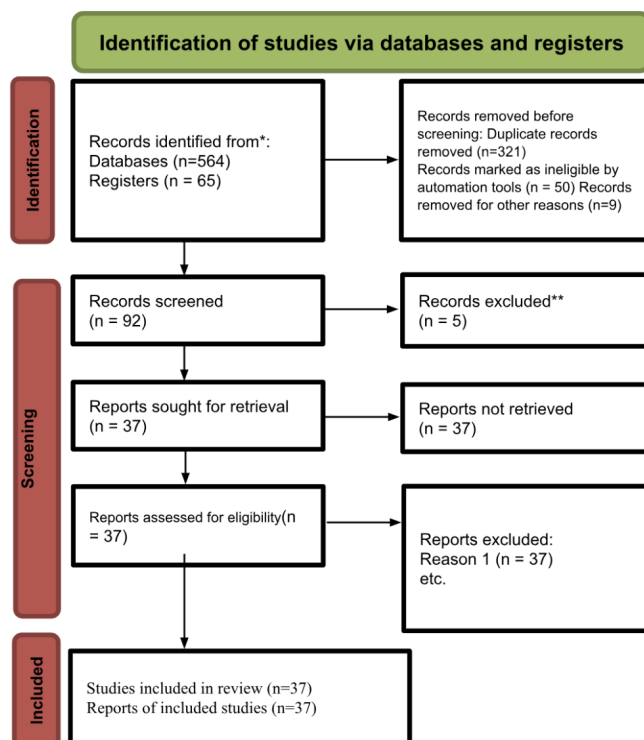 Identification of studies via databases and registers
Identification
Records identified from*:
Databases (n=564)
Registers (n = 65)
Records removed before
screening: Duplicate records
removed (n=321)
Records marked as ineligible by
automation tools (n = 50) Records
removed for other reasons (n=9)
Screening
Records screened
(n = 92)
Records excluded**
(n = 5)
Reports sought for retrieval
(n = 37)
Reports not retrieved
(n = 37)
Reports assessed for eligibility(n
= 37)
Reports excluded:
Reason 1 (n = 37)
etc.
Included
Studies included in review (n=37)
Reports of included studies (n=37)